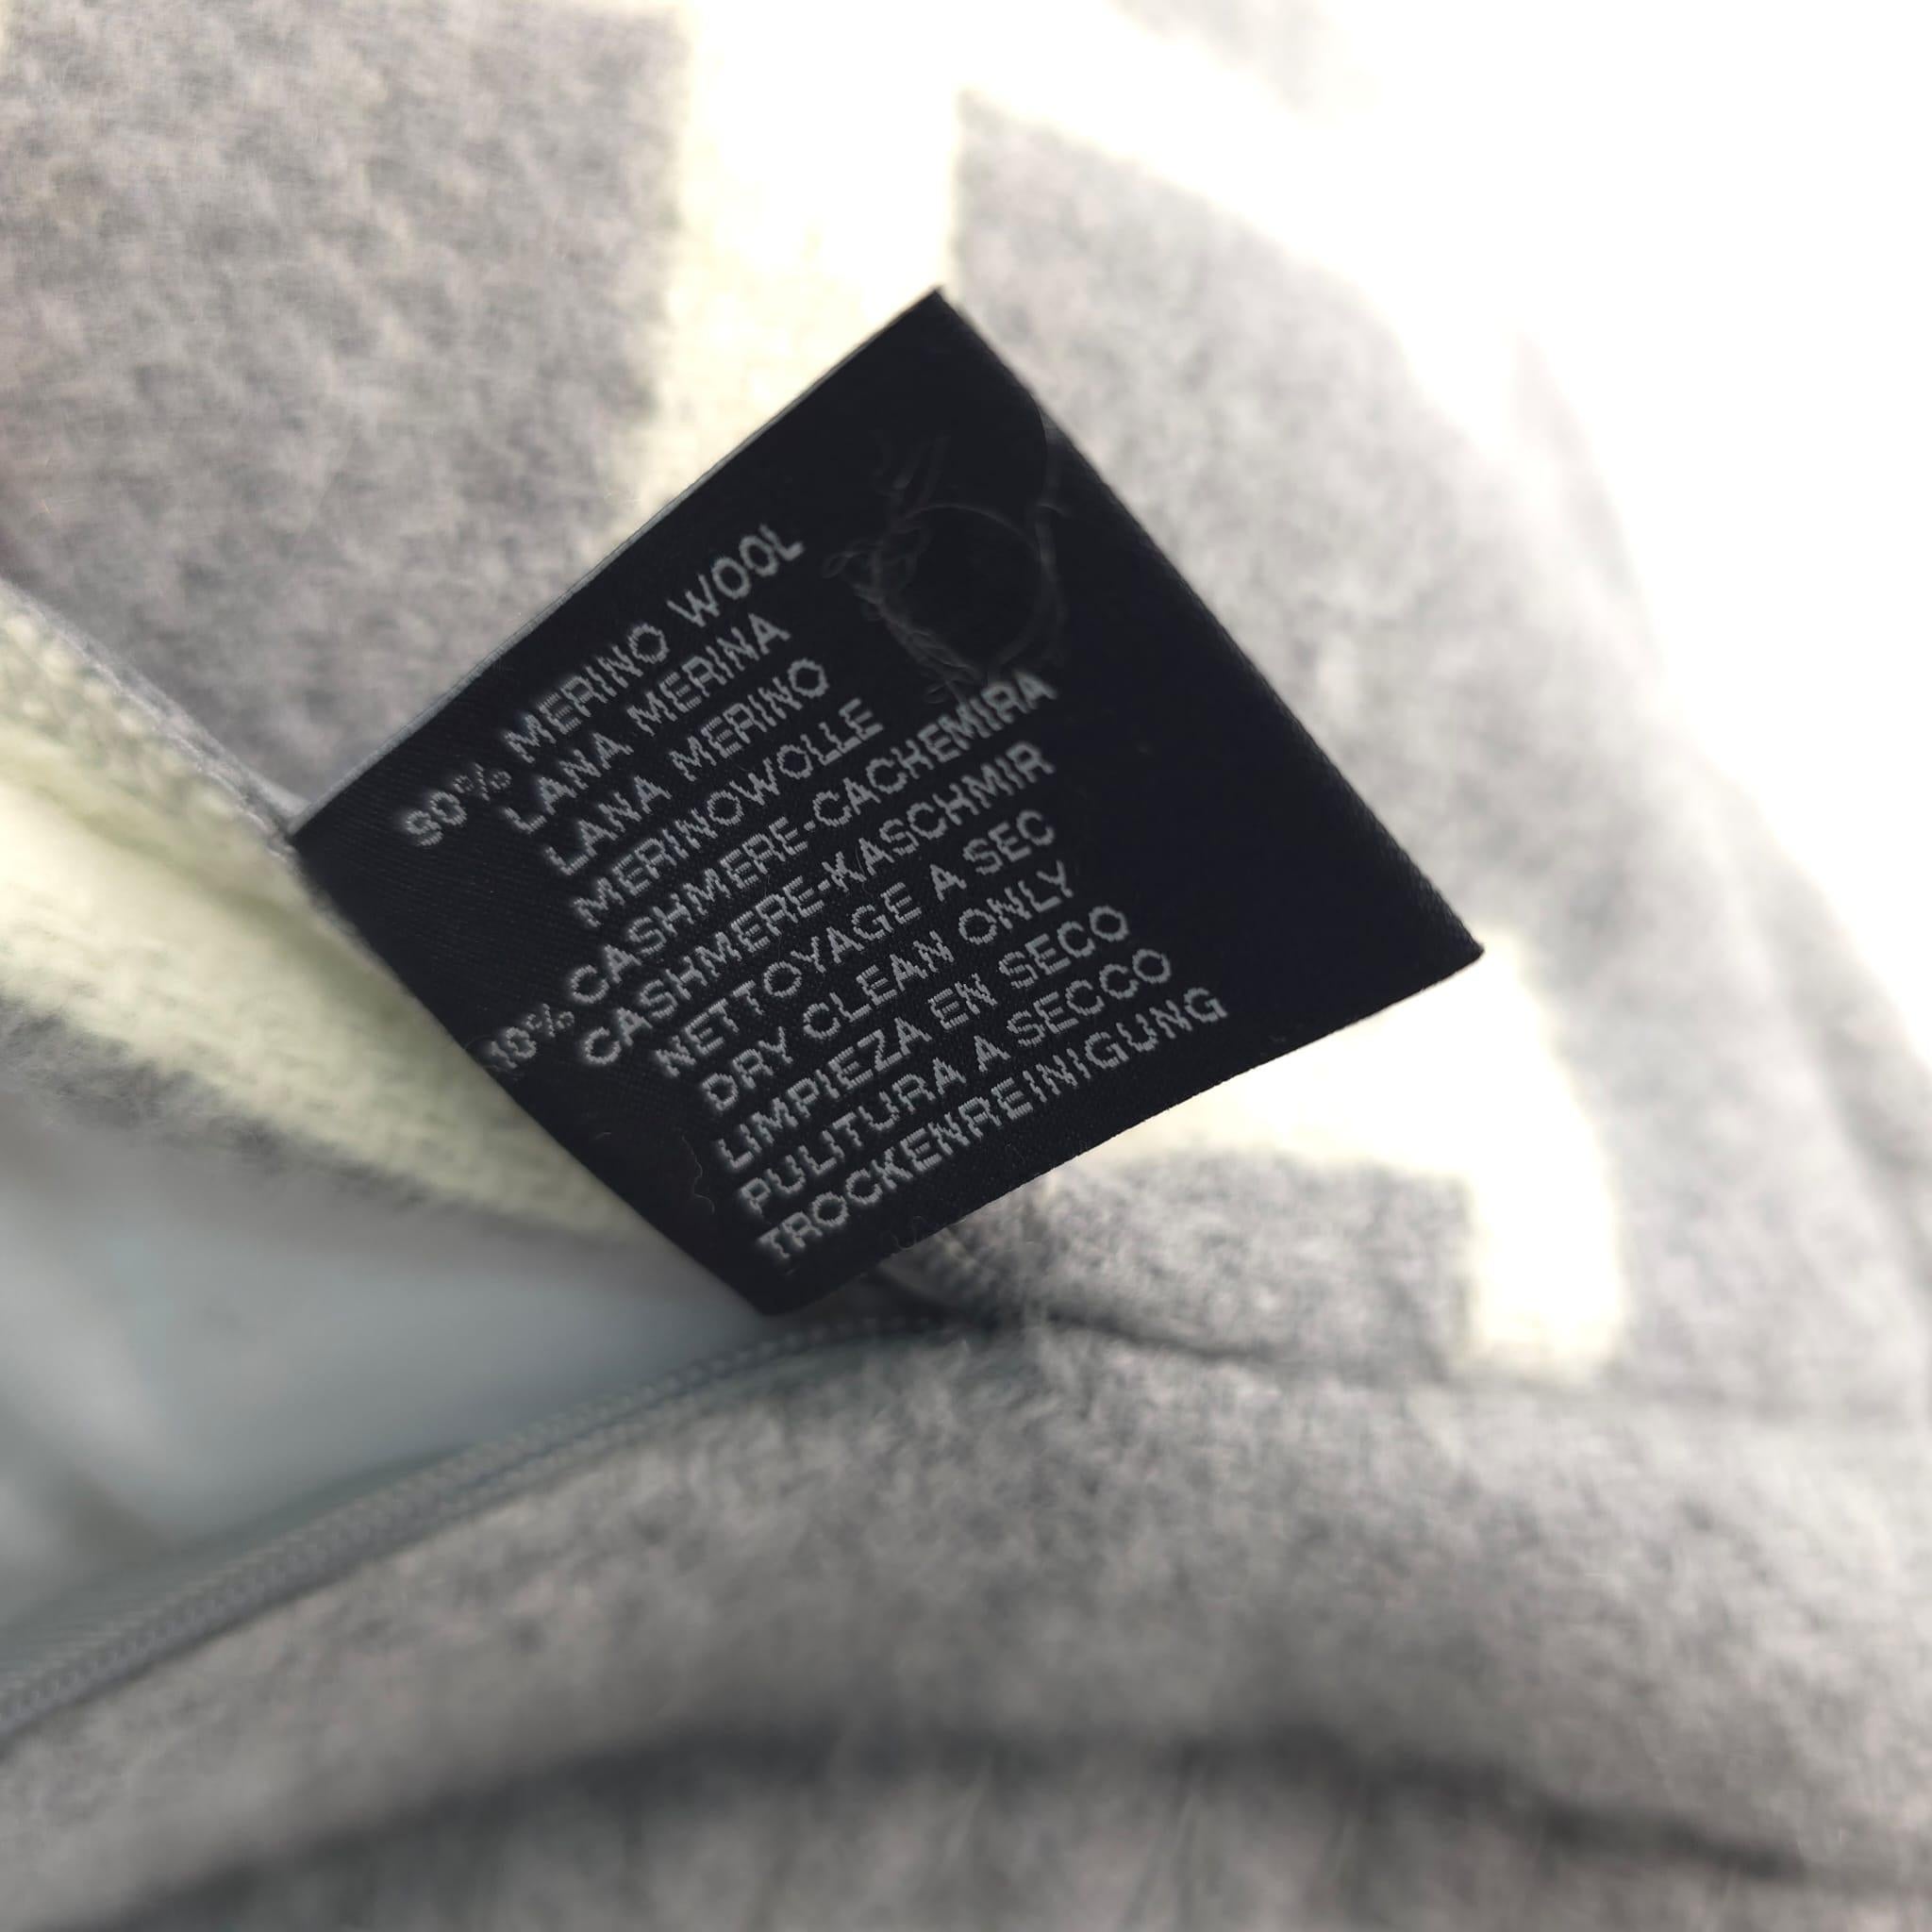 90% MERINO WOOL
LANA MERINA
LANA MERINO
MERINOWOLLE
10% CASHMERE-CACHEMIRA
CASHMERE-KASCHMIR
NETTOYAGE A SEC
DRY CLEAN ONLY
LIMPIEZA EN SECO
PULITURA A SECCO
TROCKENREINIGUNG